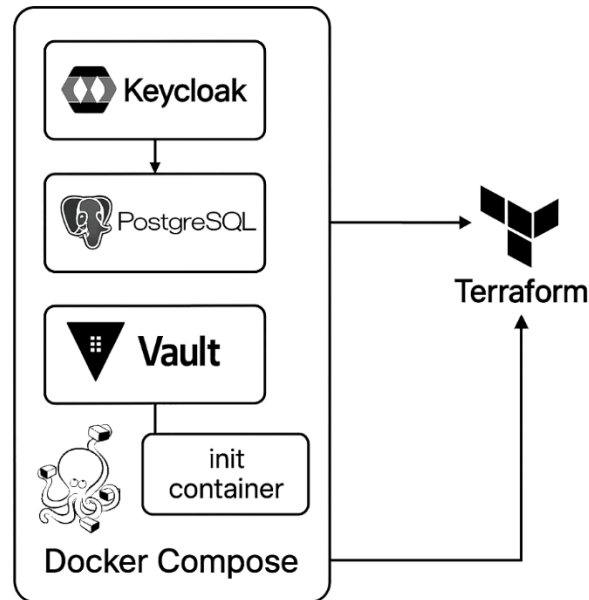 Keycloak
PostgreSQL
Vault
init
container
Docker Compose
Terraform